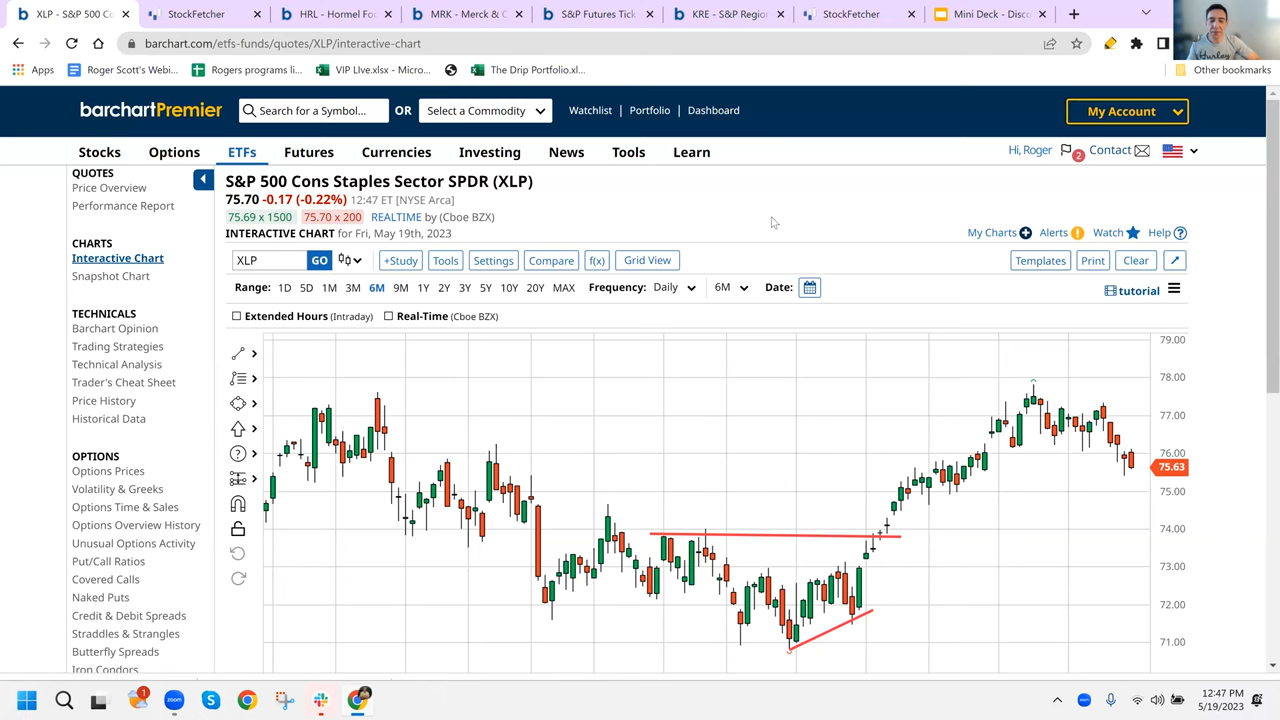 XLP - S&P 500 Co
StockFetcher
HRL - Hormel Fo
MRK - Merck & C
S&P Futures Tick
KRE - S&P Region
StockFetcher
Mini Deck - Disco
barchart.com/etfs-funds/quotes/XLP/interactive-chart
Apps
Roger Scott's Webi...
Rogers programs li...
VIP LIve.xlsx - Micro...
The Drip Portfolio.xl...
Other bookmarks
barchartPremier
Search for a Symbol...
OR
Select a Commodity
Watchlist | Portfolio | Dashboard
My Account
Stocks
Options
ETFs
Futures
Currencies
Investing
News
Tools
Learn
Hi, Roger
2
Contact
QUOTES
Price Overview
Performance Report
CHARTS
Interactive Chart
Snapshot Chart
TECHNICALS
Barchart Opinion
Trading Strategies
Technical Analysis
Trader's Cheat Sheet
Price History
Historical Data
OPTIONS
Options Prices
Volatility & Greeks
Options Time & Sales
Options Overview History
Unusual Options Activity
Put/Call Ratios
Covered Calls
Naked Puts
Credit & Debit Spreads
Straddles & Strangles
Butterfly Spreads
Iron Condors
S&P 500 Cons Staples Sector SPDR (XLP)
75.70 -0.17 (-0.22%) 12:47 ET [NYSE Arca]
75.69 x 1500 75.70 x 200 REALTIME by (Cboe BZX)
INTERACTIVE CHART for Fri, May 19th, 2023
My Charts
Alerts
Watch
Help
XLP
GO
+Study
Tools
Settings
Compare
f(x)
Grid View
Templates
Print
Clear
Range: 1D 5D 1M 3M 6M 9M 1Y 2Y 3Y 5Y 10Y 20Y MAX
Frequency: Daily
6M
Date:
tutorial
Extended Hours (Intraday)
Real-Time (Cboe BZX)
79.00
78.00
77.00
76.00
75.63
75.00
74.00
73.00
72.00
71.00
1
12:47 PM
5/19/2023